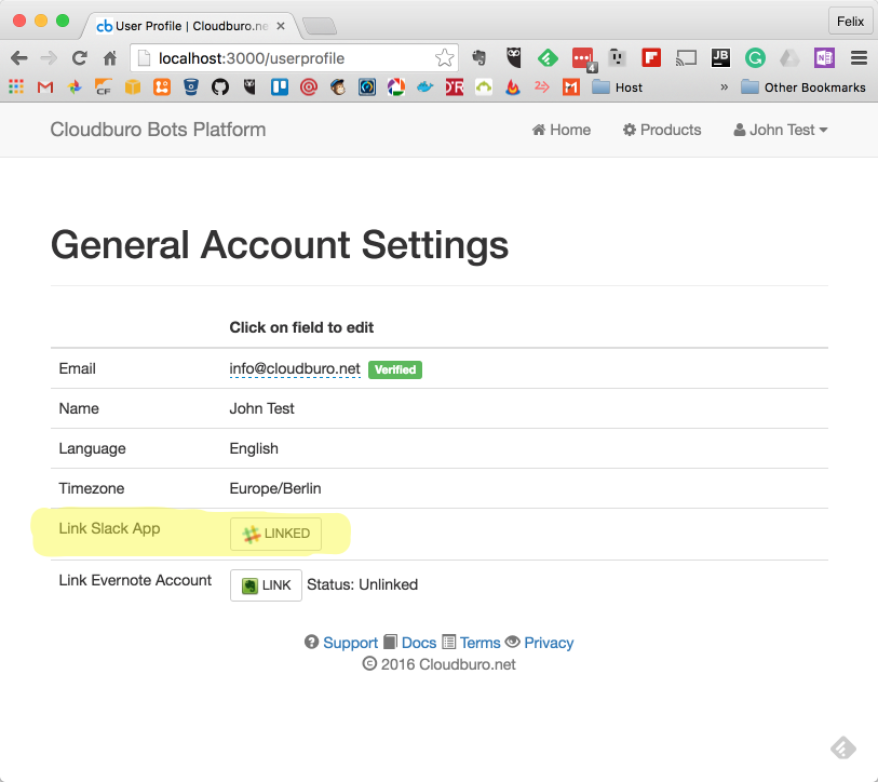 cb User Profile | Cloudburo.ne
Felix
localhost:3000/userprofile
4
JB
CF
Host
» Other Bookmarks
Cloudburo Bots Platform
Home Products John Test
General Account Settings
Click on field to edit
Email info@cloudburo.net Verified
Name John Test
Language English
Timezone Europe/Berlin
Link Slack App LINKED
Link Evernote Account LINK Status: Unlinked
Support Docs Terms Privacy
© 2016 Cloudburo.net